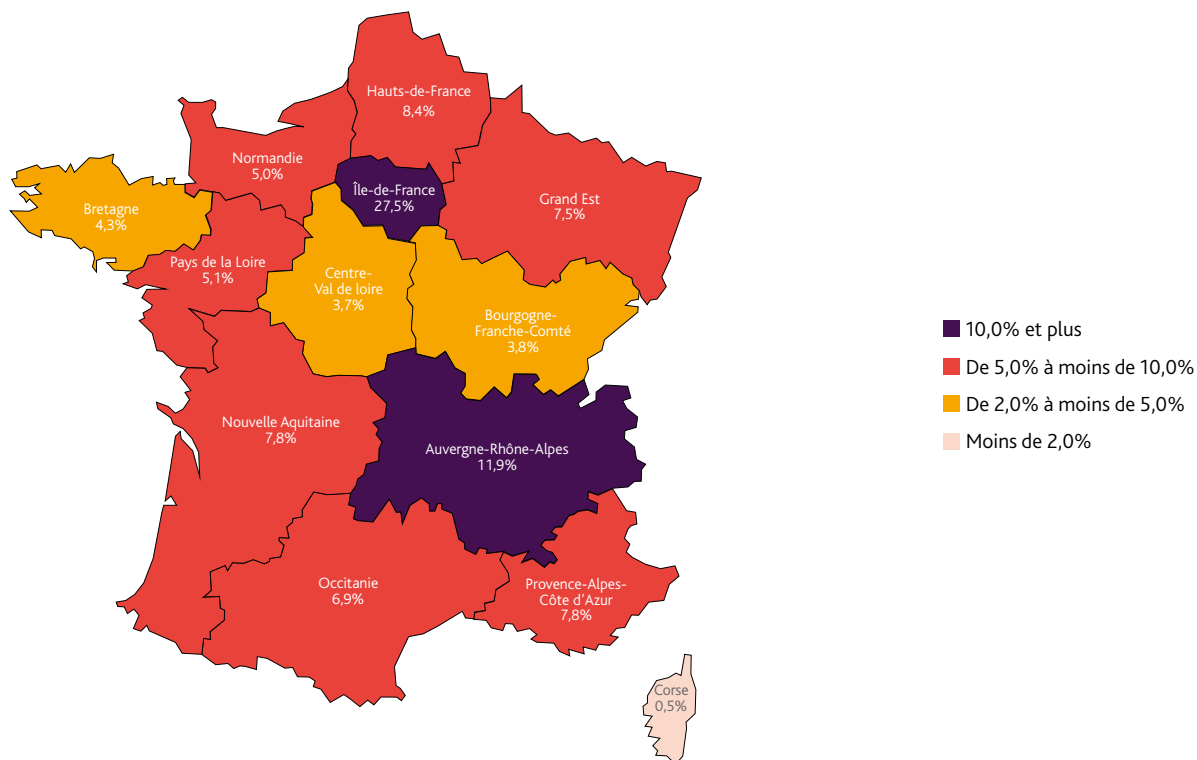 Hauts-de-France
8,4%
Normandie
5,0%
Île-de-France
27,5%
Grand Est
7,5%
Bretagne
4,3%
Pays de la Loire
5,1%
Centre-
Val de loire
3,7%
Bourgogne-
Franche-Comté
3,8%
Nouvelle Aquitaine
7,8%
Auvergne-Rhône-Alpes
11,9%
Occitanie
6,9%
Provence-Alpes-
Côte d'Azur
7,8%
Corse
0,5%
10,0% et plus
De 5,0% à moins de 10,0%
De 2,0% à moins de 5,0%
Moins de 2,0%